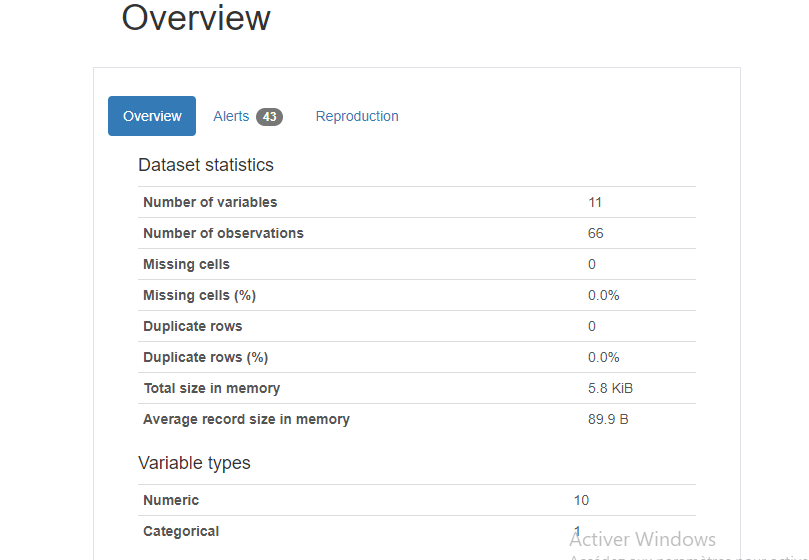 Overview
Overview Alerts 43 Reproduction
Dataset statistics
Number of variables 11
Number of observations 66
Missing cells 0
Missing cells (%) 0.0%
Duplicate rows 0
Duplicate rows (%) 0.0%
Total size in memory 5.8 KiB
Average record size in memory 89.9 B
Variable types
Numeric 10
Categorical 1
Activer Windows